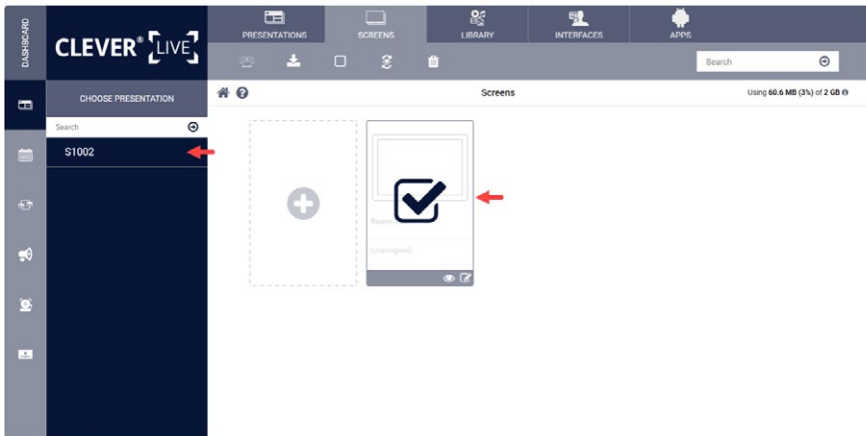 DASHBOARD
CLEVER® LIVE
PRESENTATIONS
SCREENS
LIBRARY
INTERFACES
APPS
Search
CHOOSE PRESENTATION
Screens
Using 60.6 MB (3%) of 2 GB
Search
S1002
(unassigned)